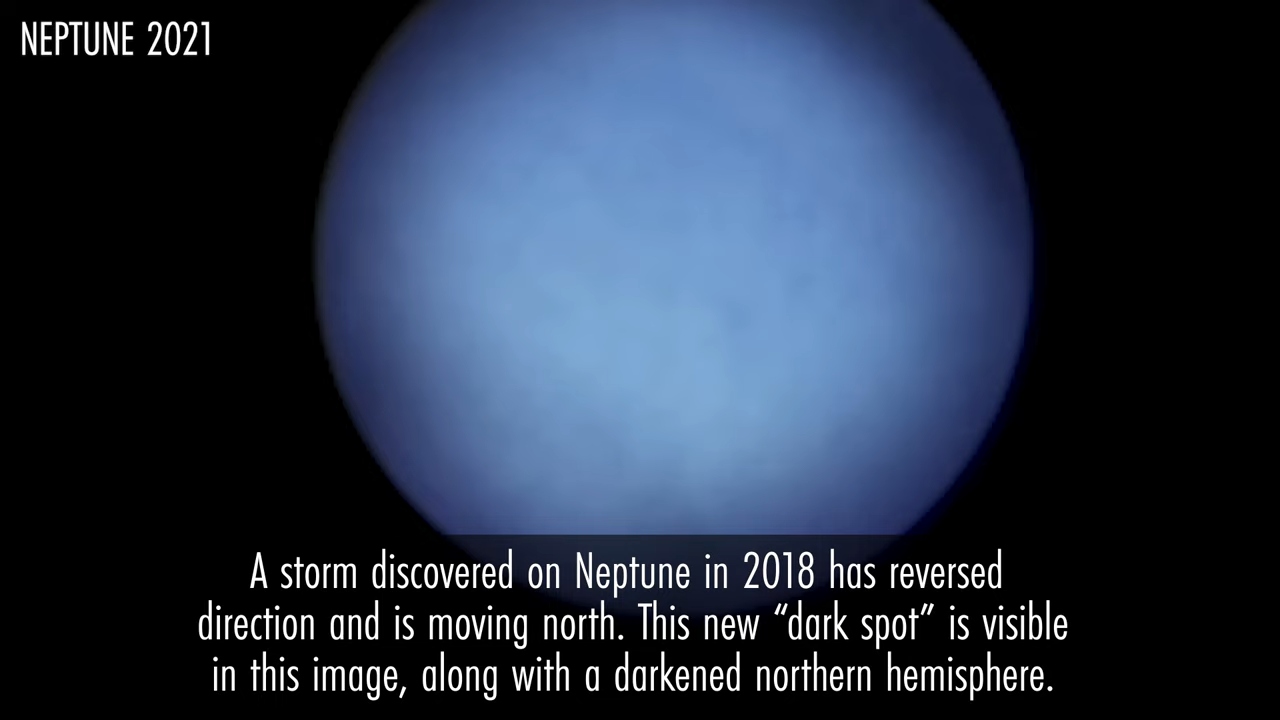 NEPTUNE 2021
A storm discovered on Neptune in 2018 has reversed
direction and is moving north. This new “dark spot” is visible
in this image, along with a darkened northern hemisphere.